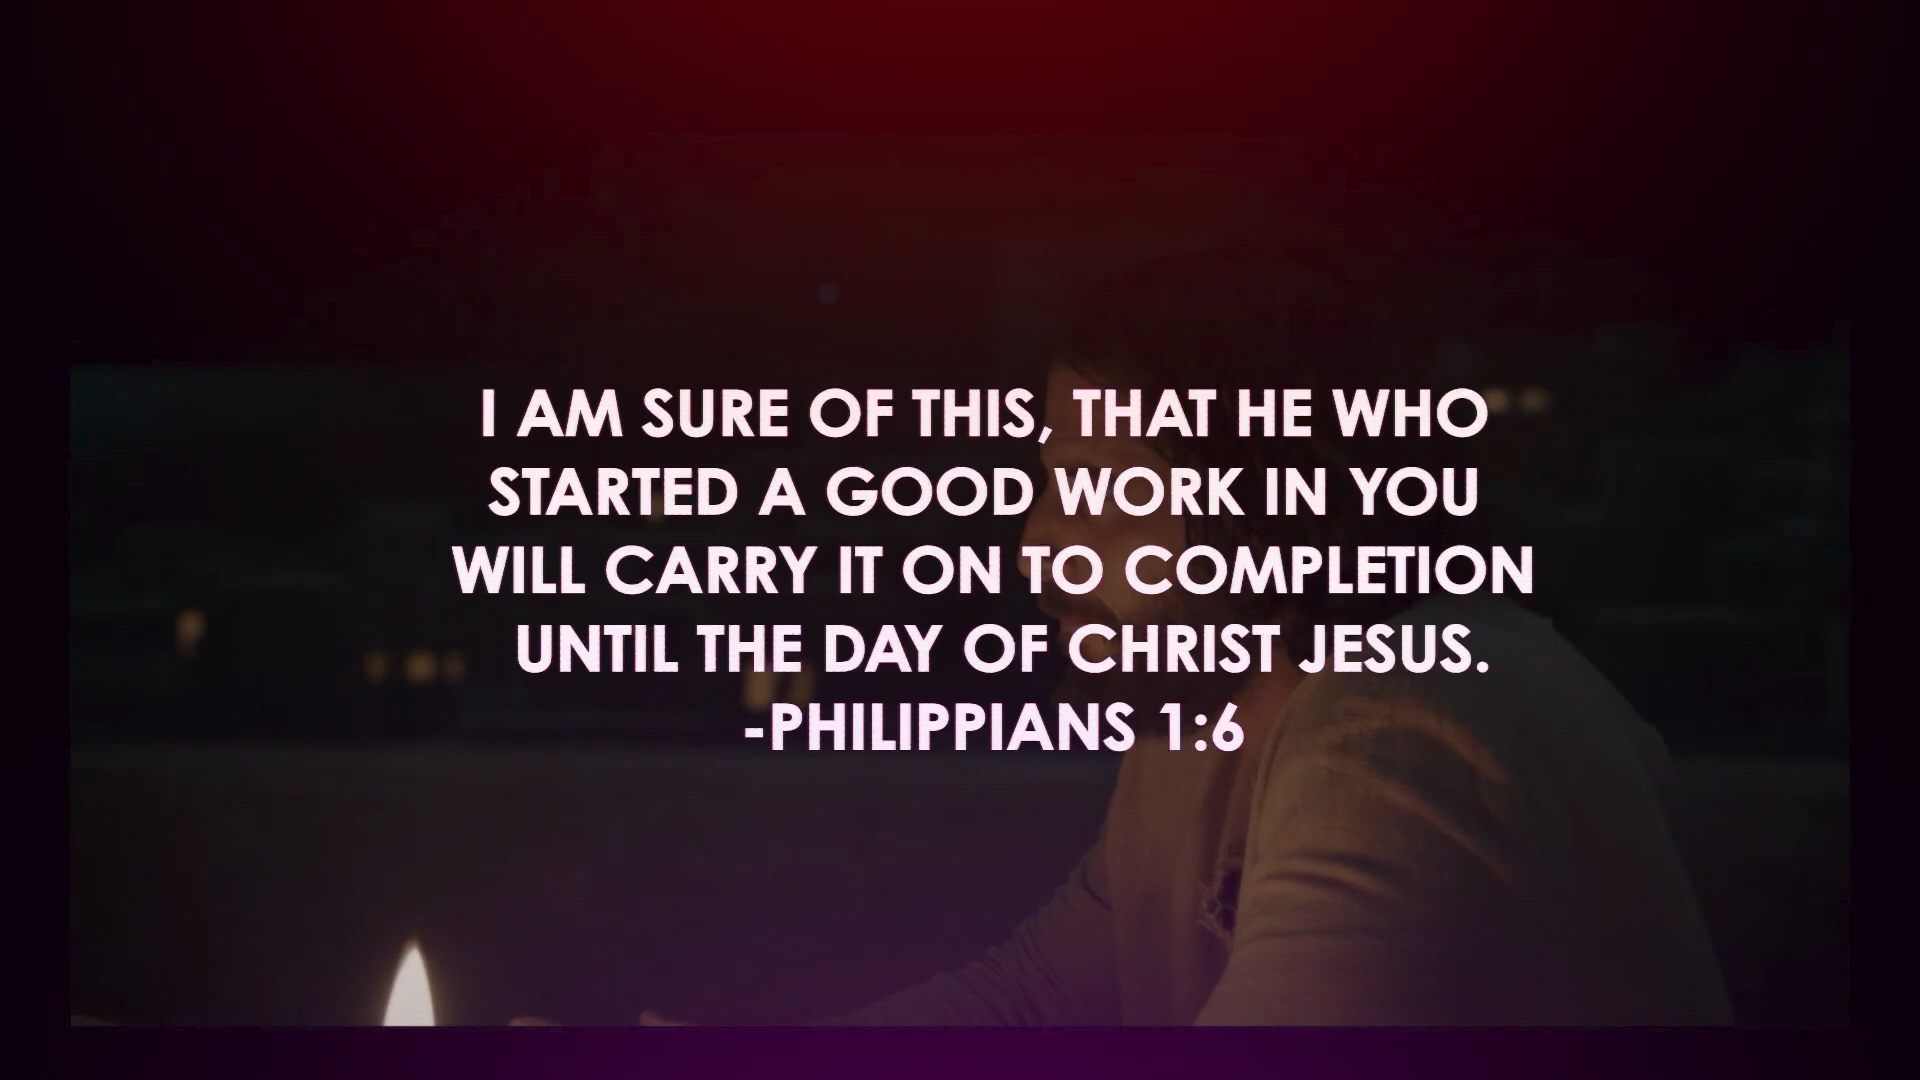 I AM SURE OF THIS, THAT HE WHO
STARTED A GOOD WORK IN YOU
WILL CARRY IT ON TO COMPLETION
UNTIL THE DAY OF CHRIST JESUS.
-PHILIPPIANS 1:6